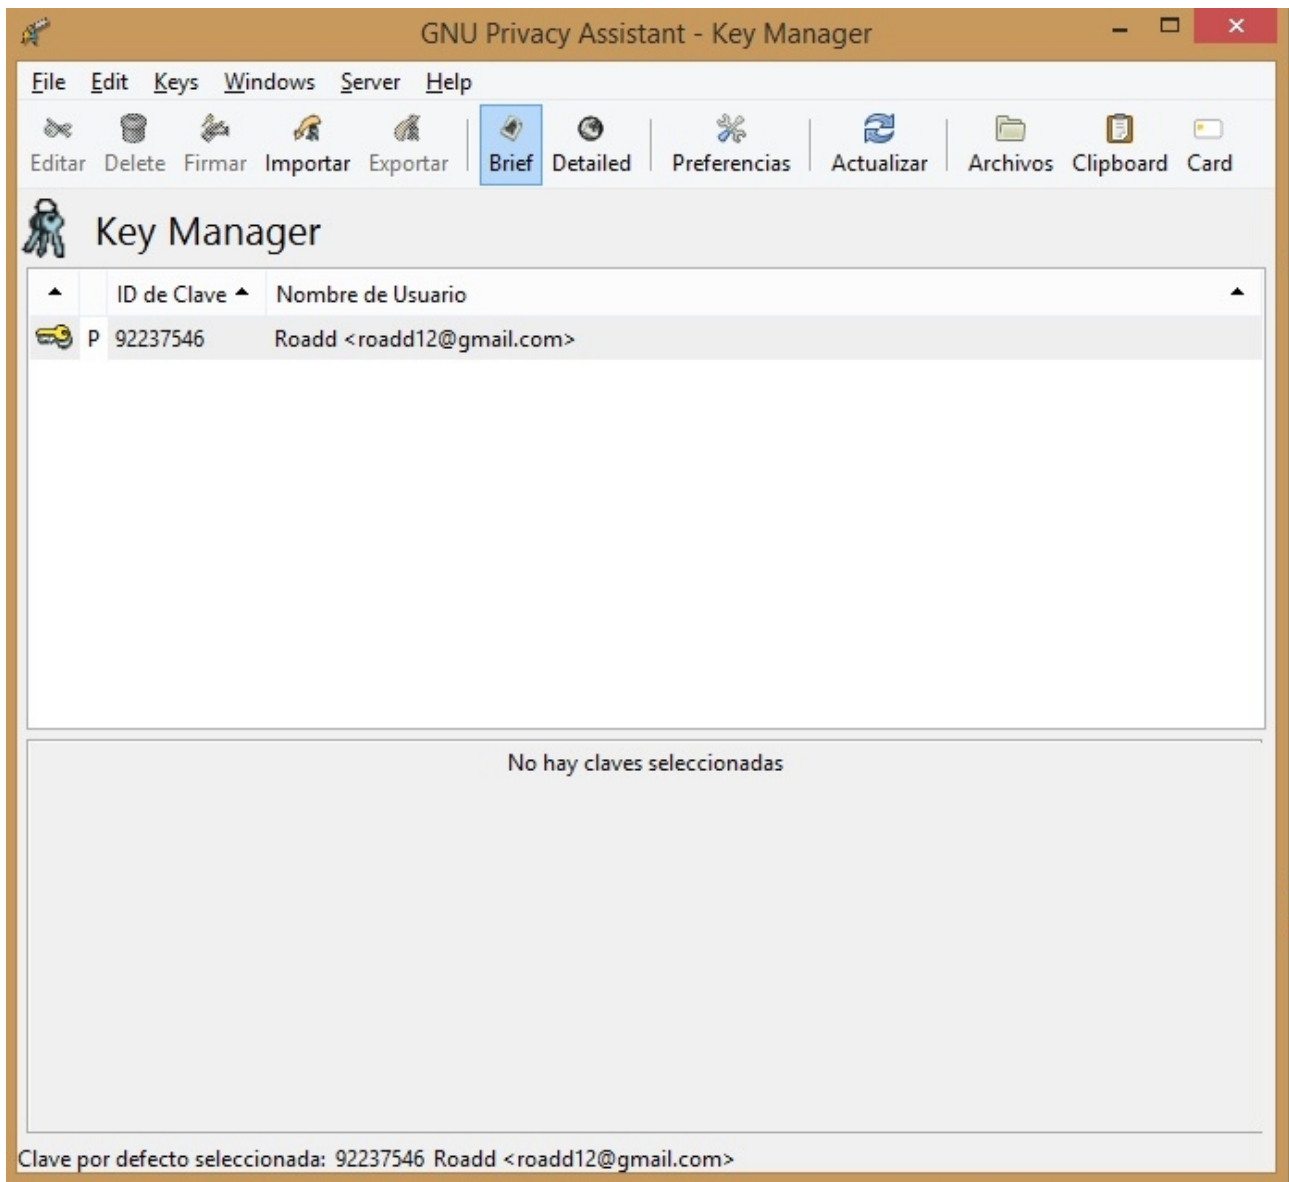 GNU Privacy Assistant - Key Manager
File Edit Keys Windows Server Help
Editar Delete Firmar Importar Exportar Brief Detailed Preferencias Actualizar Archivos Clipboard Card
Key Manager
ID de Clave Nombre de Usuario
P 92237546 Roadd <roadd12@gmail.com>
No hay claves seleccionadas
Clave por defecto seleccionada: 92237546 Roadd <roadd12@gmail.com>